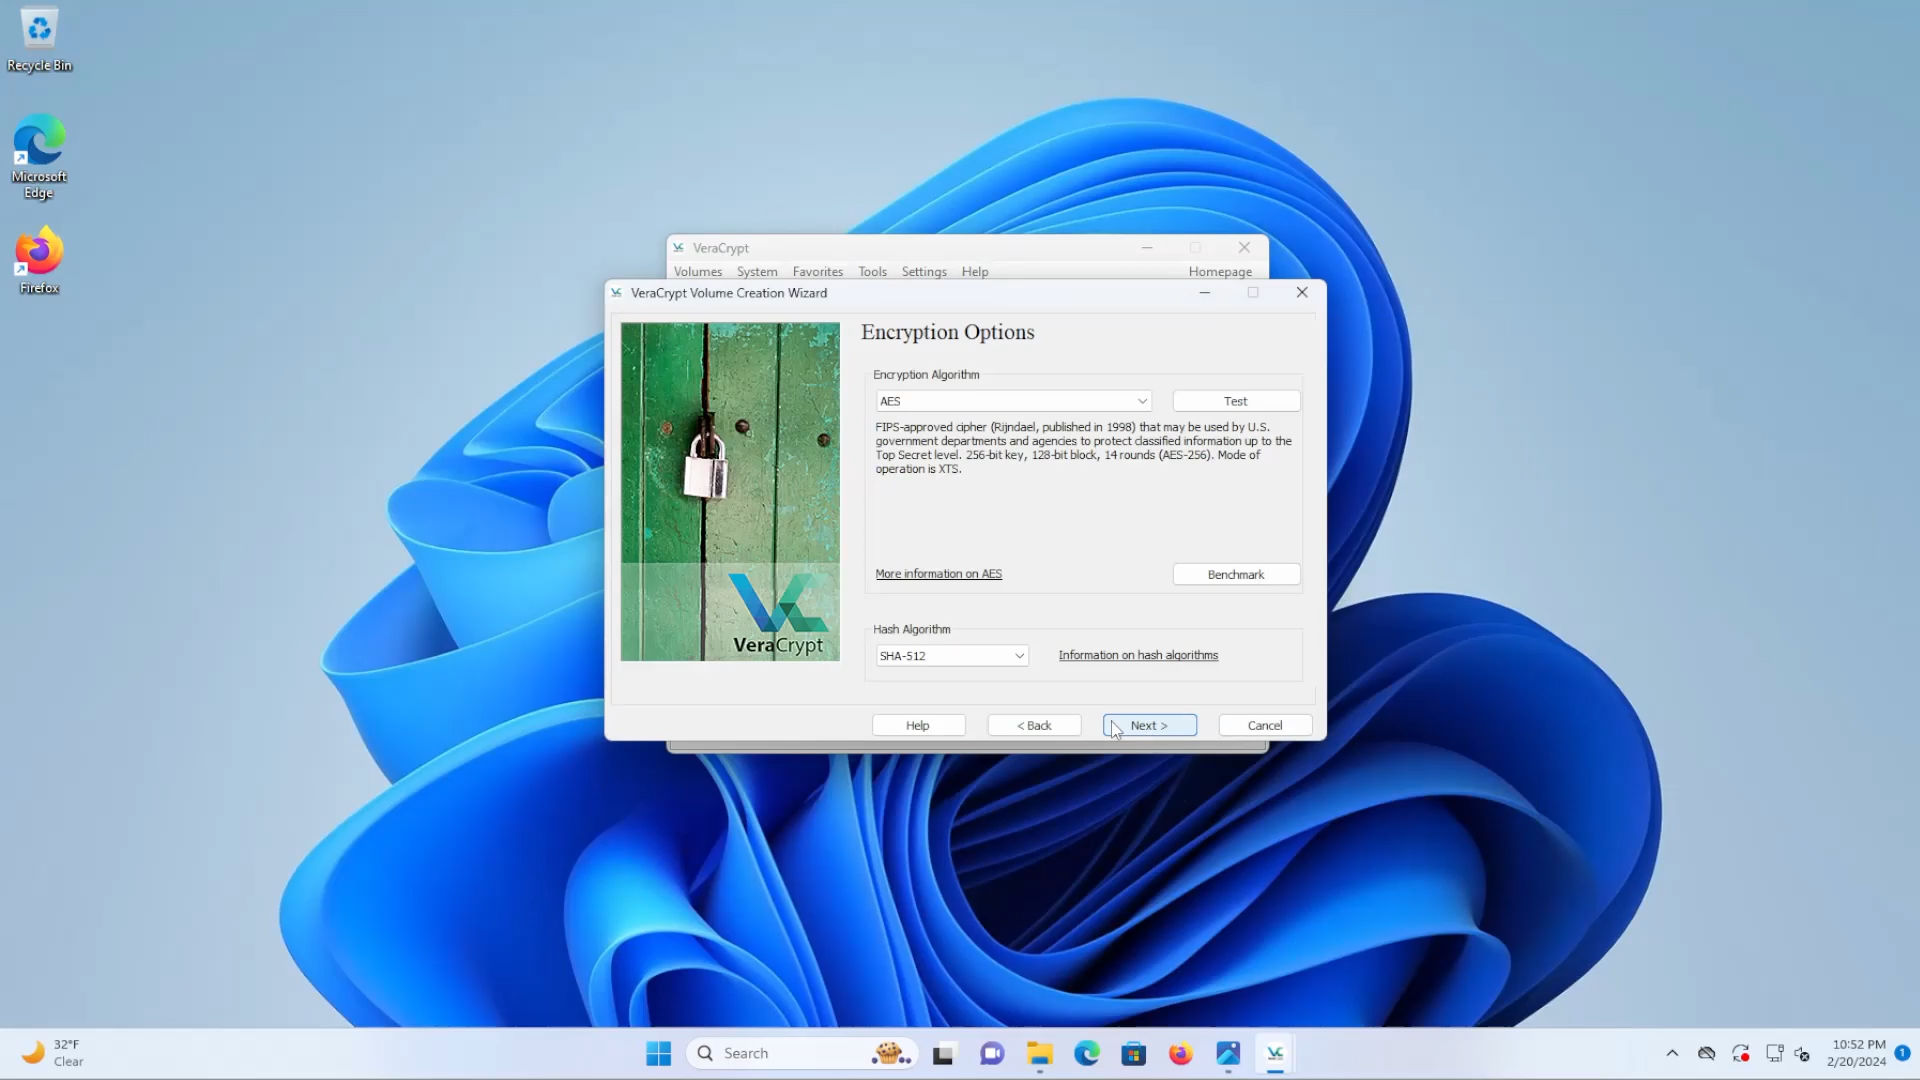 Recycle Bin
Microsoft
Edge
Firefox
VeraCrypt
Volumes System Favorites Tools Settings Help Homepage
VeraCrypt Volume Creation Wizard
Encryption Options
Encryption Algorithm
AES
Test
FIPS-approved cipher (Rijndael, published in 1998) that may be used by U.S.
government departments and agencies to protect classified information up to the
Top Secret level. 256-bit key, 128-bit block, 14 rounds (AES-256). Mode of
operation is XTS.
More information on AES
Benchmark
Hash Algorithm
SHA-512
Information on hash algorithms
VeraCrypt
Help
< Back
Next >
Cancel
32°F
Clear
Search
10:52 PM
2/20/2024
1